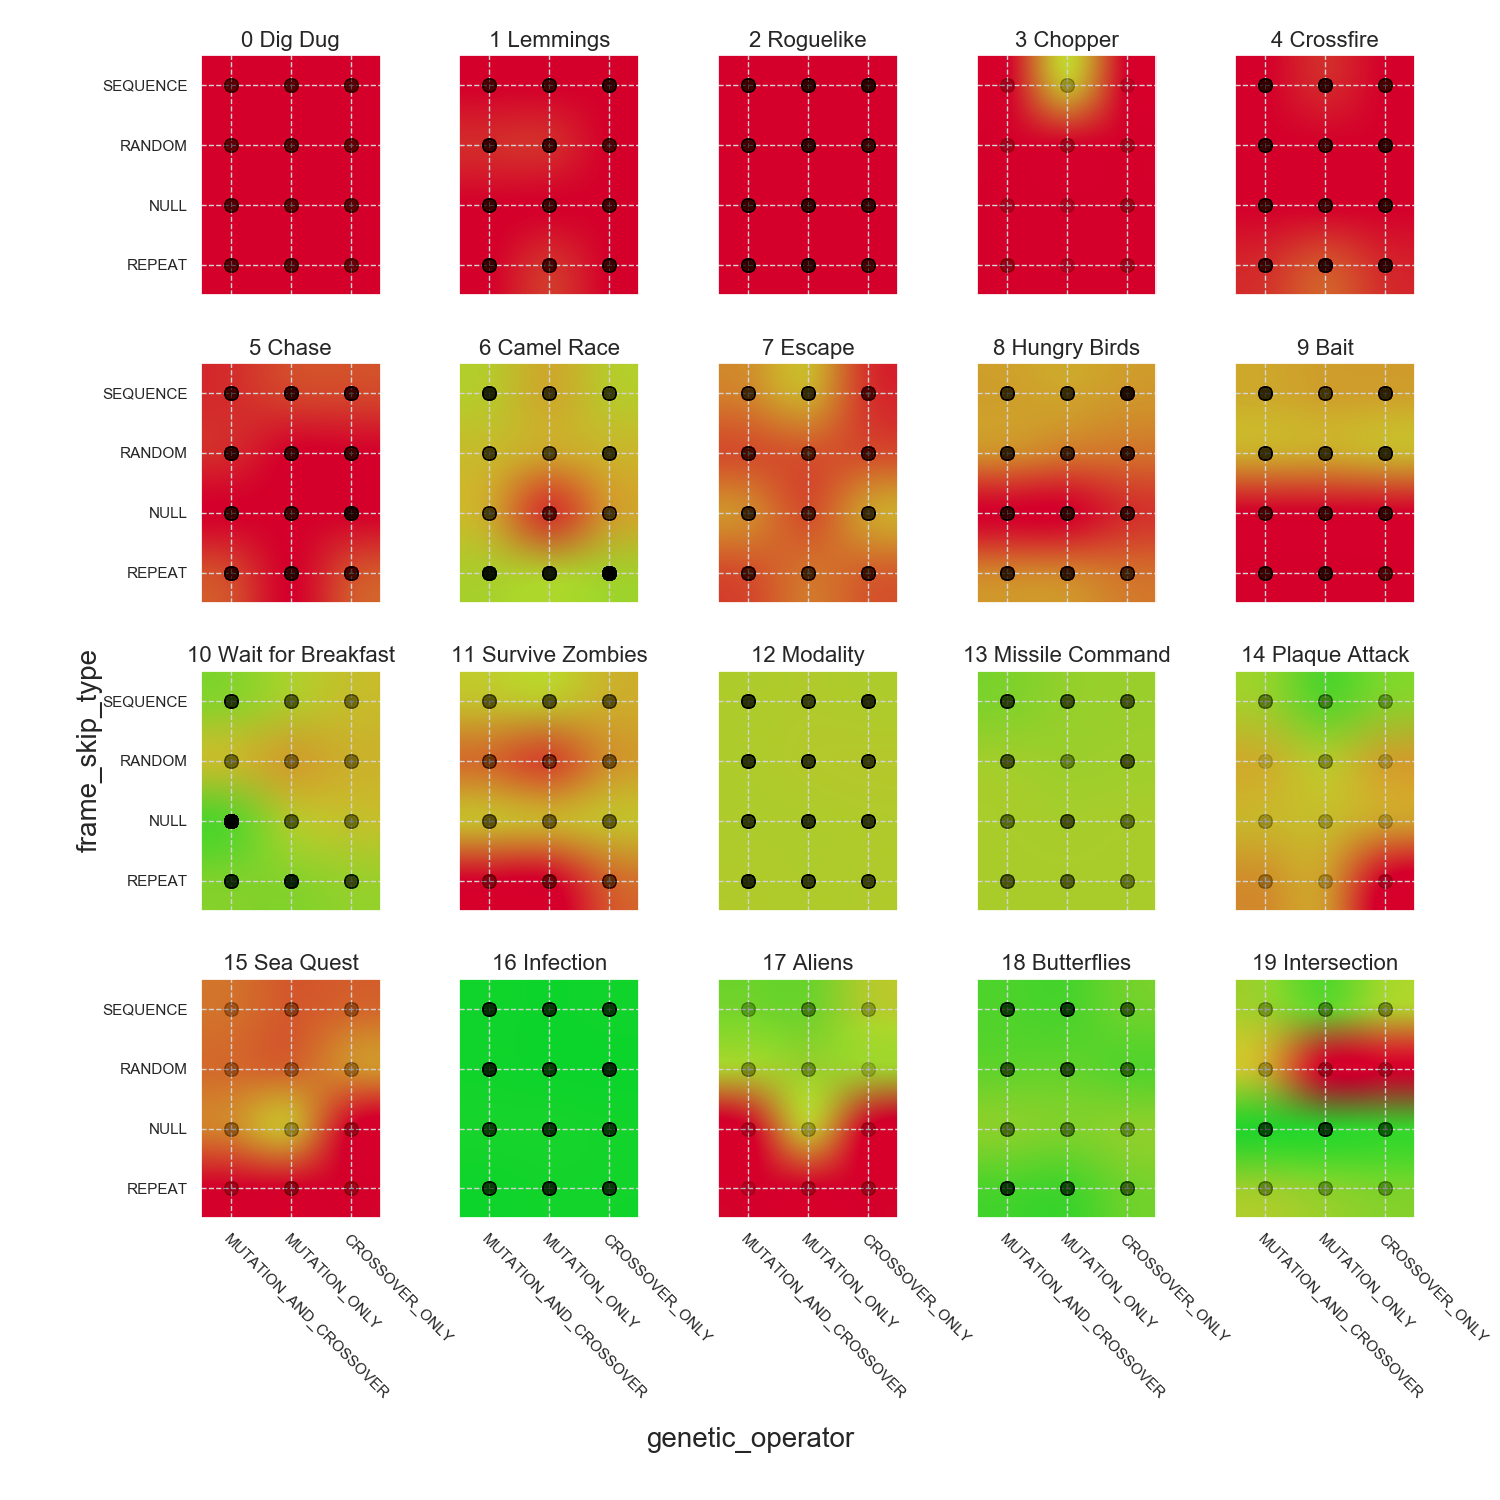 0 Dig Dug
1 Lemmings
2 Roguelike
3 Chopper
4 Crossfire
SEQUENCE
RANDOM
NULL
REPEAT
5 Chase
6 Camel Race
7 Escape
8 Hungry Birds
9 Bait
SEQUENCE
RANDOM
NULL
REPEAT
10 Wait for Breakfast
11 Survive Zombies
12 Modality
13 Missile Command
14 Plaque Attack
frame_skip_type
SEQUENCE
RANDOM
NULL
REPEAT
15 Sea Quest
16 Infection
17 Aliens
18 Butterflies
19 Intersection
SEQUENCE
RANDOM
NULL
REPEAT
MUTATION_AND_CROSSOVER
MUTATION_ONLY
CROSSOVER_ONLY
MUTATION_AND_CROSSOVER
MUTATION_ONLY
CROSSOVER_ONLY
MUTATION_AND_CROSSOVER
MUTATION_ONLY
CROSSOVER_ONLY
MUTATION_AND_CROSSOVER
MUTATION_ONLY
CROSSOVER_ONLY
MUTATION_AND_CROSSOVER
MUTATION_ONLY
CROSSOVER_ONLY
genetic_operator